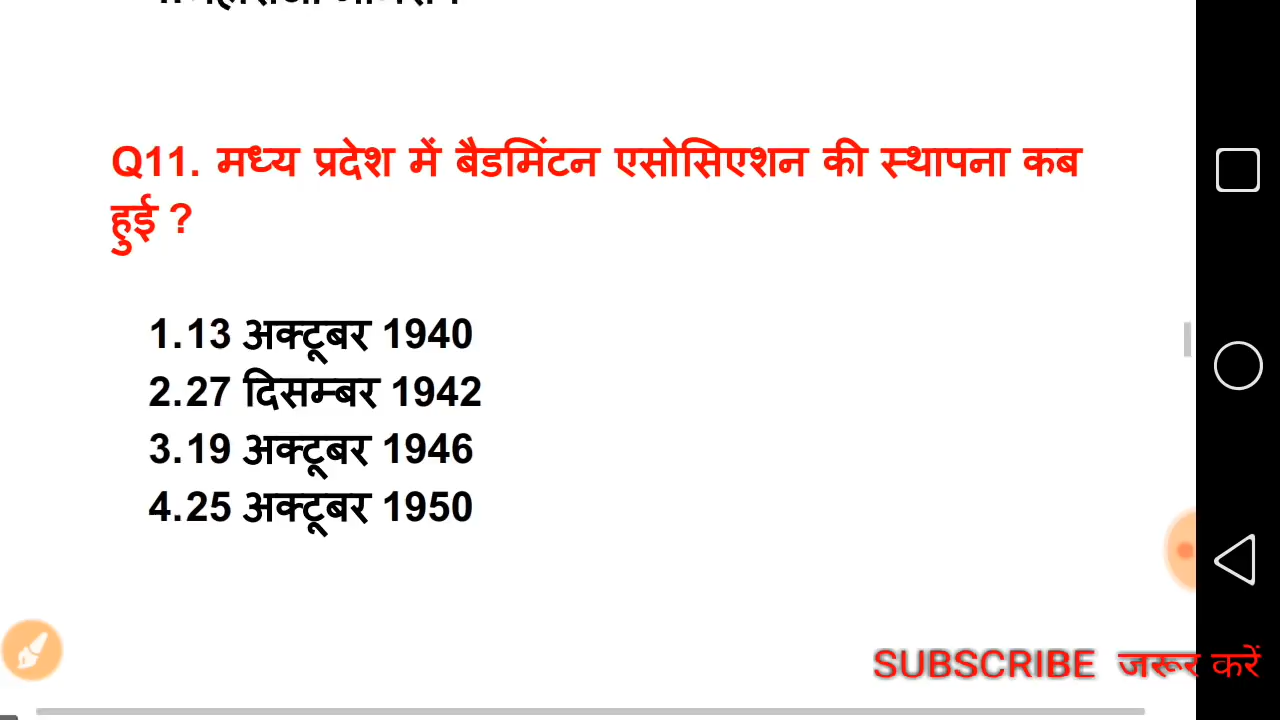 Q11. मध्य प्रदेश में बैडमिंटन एसोसिएशन की स्थापना कब
हुई ?
1.13 अक्टूबर 1940
2.27 दिसम्बर 1942
3.19 अक्टूबर 1946
4.25 अक्टूबर 1950
SUBSCRIBE जरूर करें